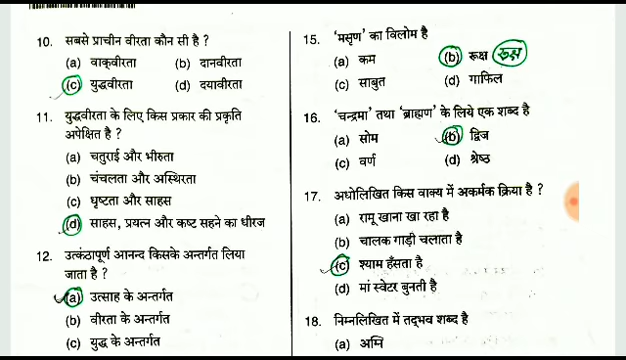 10. सबसे प्राचीन वीरता कौन सी है ?
(a) वाक्‌वीरता (b) दानवीरता
(c) युद्धवीरता (d) दयावीरता
11. युद्धवीरता के लिए किस प्रकार की प्रकृति
अपेक्षित है ?
(a) चतुराई और भीरुता
(b) चंचलता और अस्थिरता
(c) धृष्टता और साहस
(d) साहस, प्रयत्न और कष्ट सहने का धीरज
12. उत्कंठापूर्ण आनन्द किसके अन्तर्गत लिया
जाता है ?
(a) उत्साह के अन्तर्गत
(b) वीरता के अन्तर्गत
(c) युद्ध के अन्तर्गत
15. 'मसृण' का विलोम है
(a) कम (b) रूक्ष रूक्ष
(c) साबुत (d) गाफिल
16. 'चन्द्रमा' तथा 'ब्राह्मण' के लिये एक शब्द है
(a) सोम (b) द्विज
(c) वर्ण (d) श्रेष्ठ
17. अधोलिखित किस वाक्य में अकर्मक क्रिया है ?
(a) रामू खाना खा रहा है
(b) चालक गाड़ी चलाता है
(c) श्याम हँसता है
(d) मां स्वेटर बुनती है
18. निम्नलिखित में तद्‌भव शब्द है
(a) अग्नि